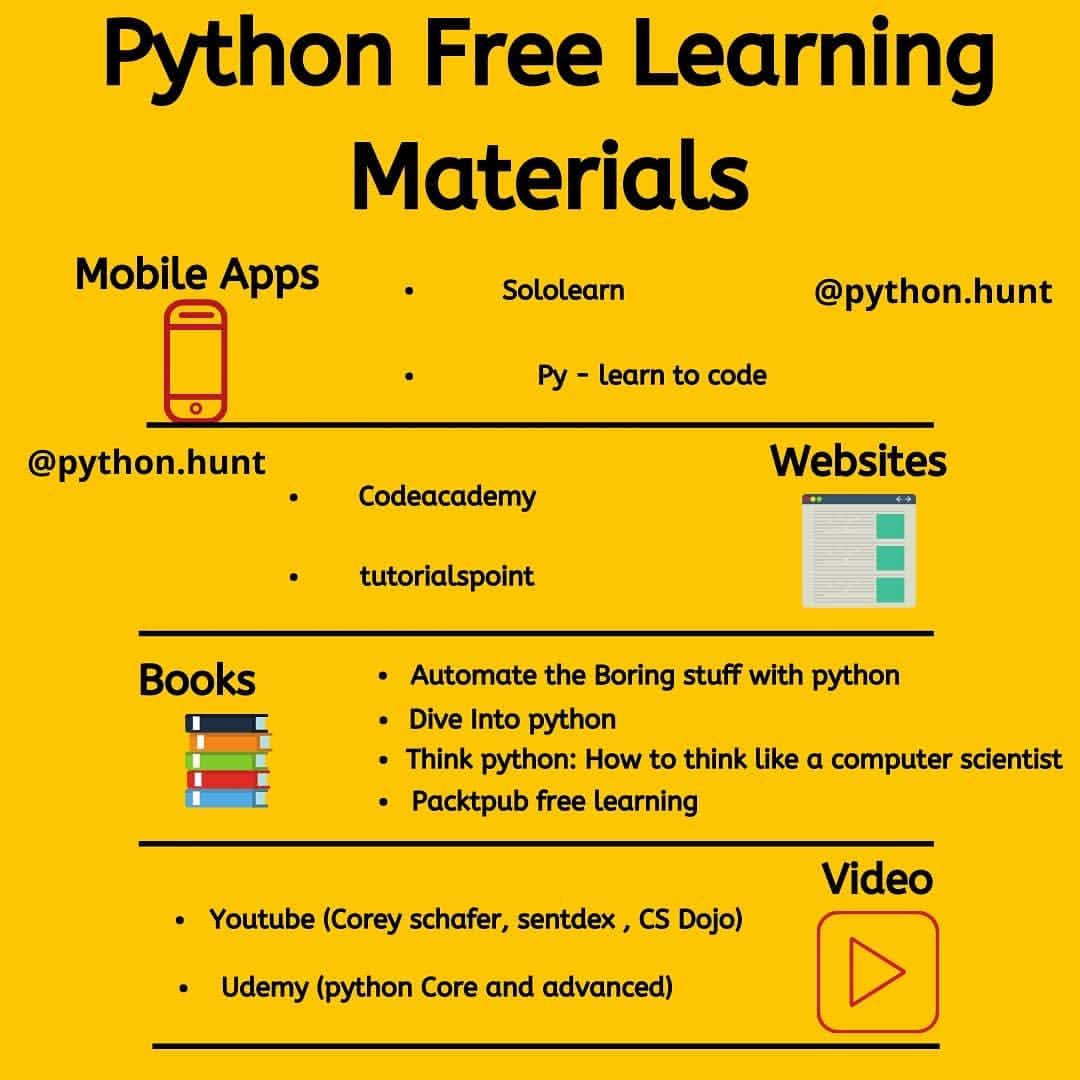 Python Free Learning
Materials
Mobile Apps
• Sololearn
@python.hunt
• Py - learn to code
@python.hunt
Websites
• Codeacademy
• tutorialspoint
Books
• Automate the Boring stuff with python
• Dive Into python
• Think python: How to think like a computer scientist
• Packtpub free learning
Video
• Youtube (Corey schafer, sentdex , CS Dojo)
• Udemy (python Core and advanced)